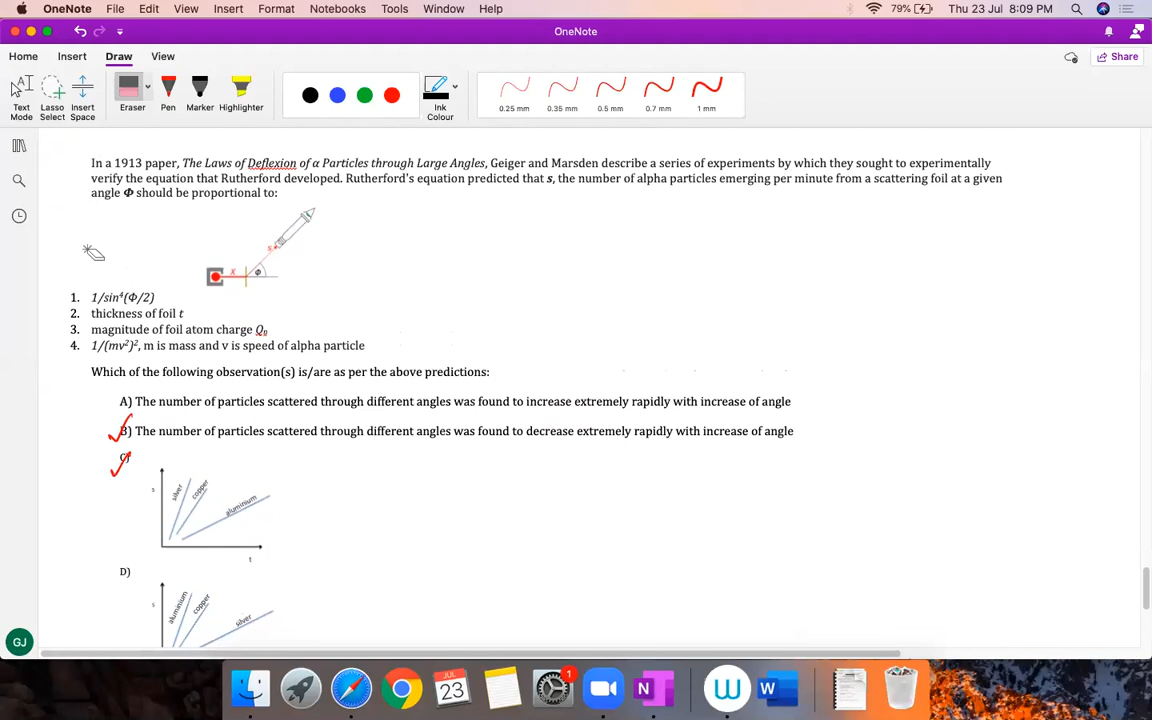 OneNote File Edit View Insert Format Notebooks Tools Window Help 79% Thu 23 Jul 8:09 PM
OneNote
Home Insert Draw View Share
Text Mode Lasso Select Insert Space Eraser Pen Marker Highlighter Ink Colour 0.25 mm 0.35 mm 0.5 mm 0.7 mm 1 mm
In a 1913 paper, The Laws of Deflexion of α Particles through Large Angles, Geiger and Marsden describe a series of experiments by which they sought to experimentally
verify the equation that Rutherford developed. Rutherford's equation predicted that s, the number of alpha particles emerging per minute from a scattering foil at a given
angle Φ should be proportional to:
s
X Φ
1. 1/sin⁴(Φ/2)
2. thickness of foil t
3. magnitude of foil atom charge Qₙ
4. 1/(mv²)², m is mass and v is speed of alpha particle
Which of the following observation(s) is/are as per the above predictions:
A) The number of particles scattered through different angles was found to increase extremely rapidly with increase of angle
B) The number of particles scattered through different angles was found to decrease extremely rapidly with increase of angle
C)
s silver copper aluminium
t
D)
s aluminium copper silver
GJ
JUL 23 1 N W W